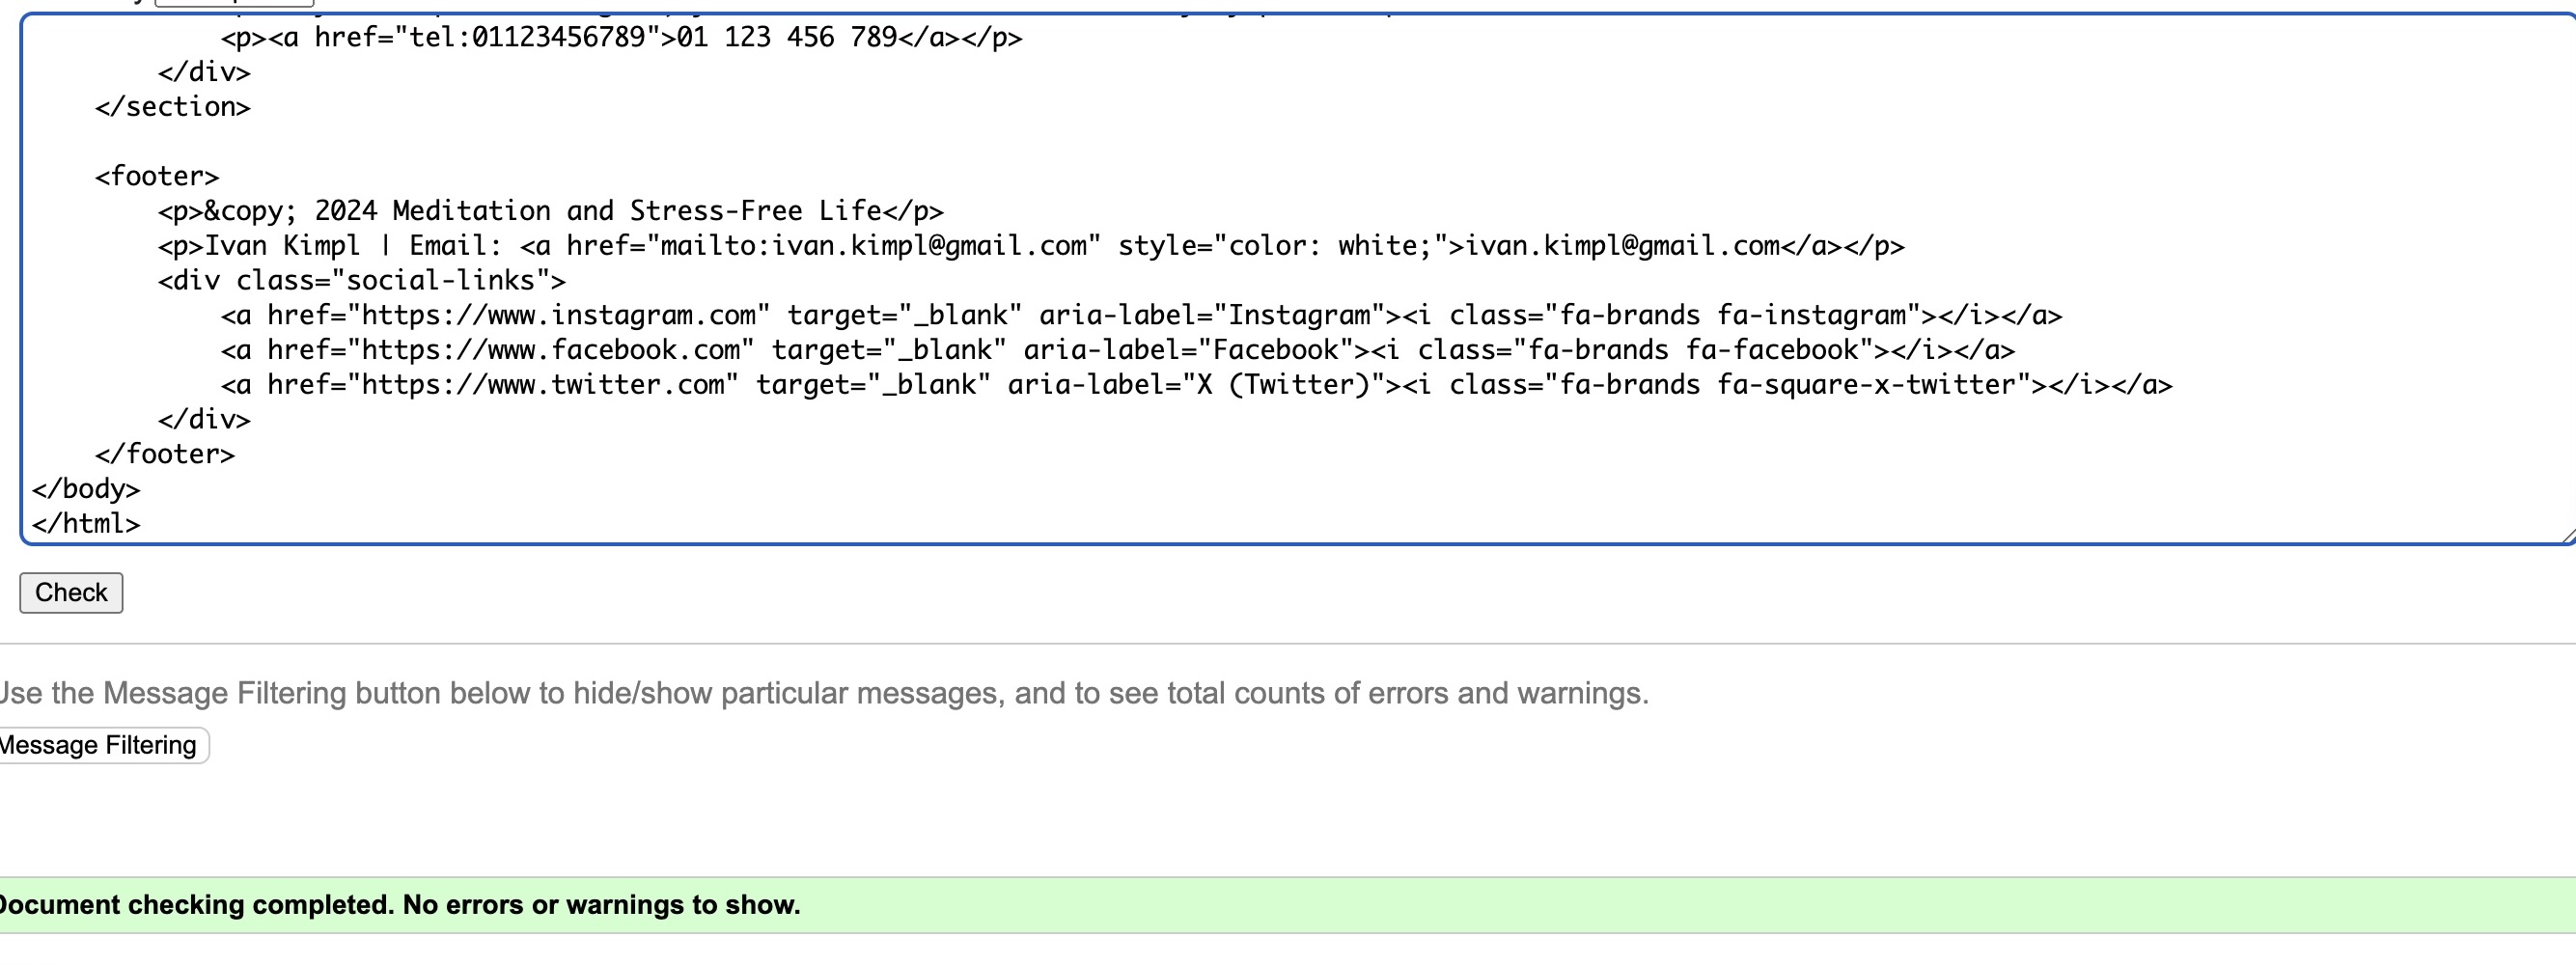 <p><a href="tel:01123456789">01 123 456 789</a></p>
</div>
</section>
<footer>
<p>&copy; 2024 Meditation and Stress-Free Life</p>
<p>Ivan Kimpl | Email: <a href="mailto:ivan.kimpl@gmail.com" style="color: white;">ivan.kimpl@gmail.com</a></p>
<div class="social-links">
<a href="https://www.instagram.com" target="_blank" aria-label="Instagram"><i class="fa-brands fa-instagram"></i></a>
<a href="https://www.facebook.com" target="_blank" aria-label="Facebook"><i class="fa-brands fa-facebook"></i></a>
<a href="https://www.twitter.com" target="_blank" aria-label="X (Twitter)"><i class="fa-brands fa-square-x-twitter"></i></a>
</div>
</footer>
</body>
</html>
Check
Use the Message Filtering button below to hide/show particular messages, and to see total counts of errors and warnings.
Message Filtering
Document checking completed. No errors or warnings to show.